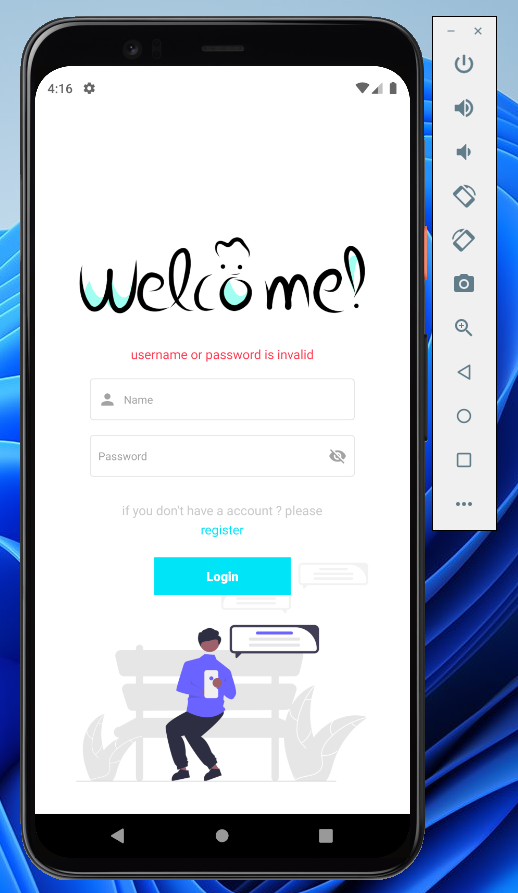 4:16
welcome!
username or password is invalid
Name
Password
if you don't have a account ? please
register
Login